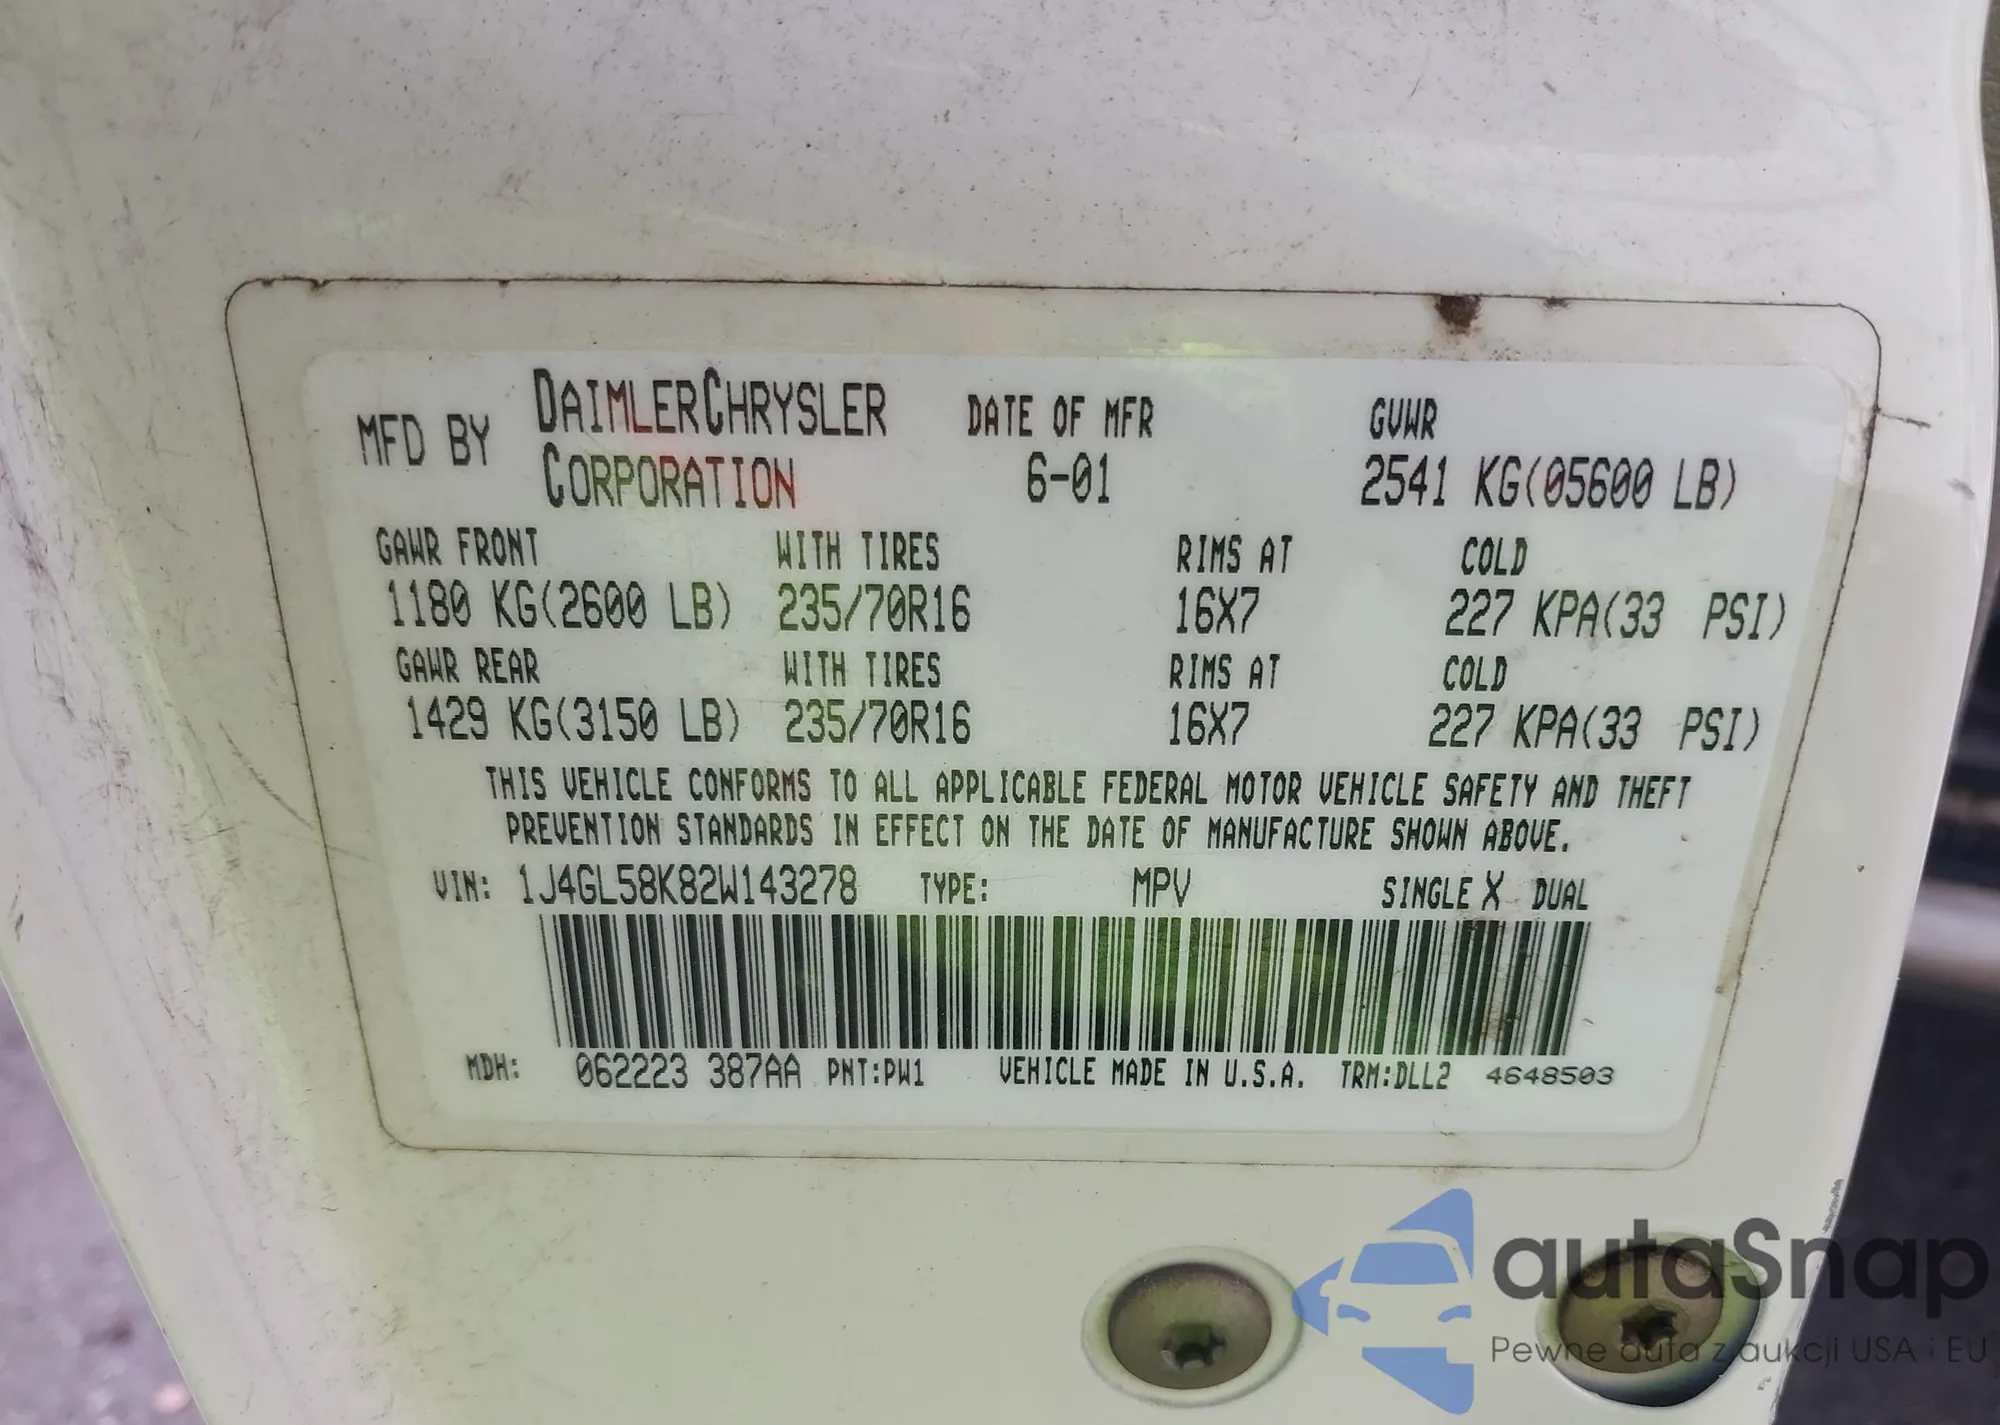 MFD BY DAIMLERCHRYSLER CORPORATION DATE OF MFR 6-01 GVWR 2541 KG(05600 LB)
GAWR FRONT WITH TIRES RIMS AT COLD
1180 KG(2600 LB) 235/70R16 16X7 227 KPA(33 PSI)
GAWR REAR WITH TIRES RIMS AT COLD
1429 KG(3150 LB) 235/70R16 16X7 227 KPA(33 PSI)
THIS VEHICLE CONFORMS TO ALL APPLICABLE FEDERAL MOTOR VEHICLE SAFETY AND THEFT
PREVENTION STANDARDS IN EFFECT ON THE DATE OF MANUFACTURE SHOWN ABOVE.
VIN: 1J4GL58K82W143278 TYPE: MPV SINGLE X DUAL
MDH: 062223 387AA PNT:PW1 VEHICLE MADE IN U.S.A. TRM:DLL2 4648503
autaSnap
Pewne auta z aukcji USA i EU